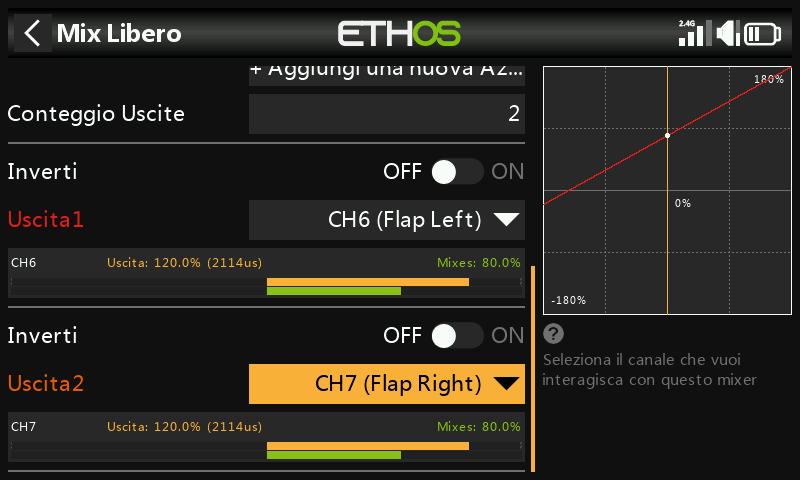 Mix Libero
ETHOS
2.4G
+ Aggiungi una nuova Az...
Conteggio Uscite
2
Inverti
OFF ON
Uscita1
CH6 (Flap Left)
CH6 Uscita: 120.0% (2114us) Mixes: 80.0%
Inverti
OFF ON
Uscita2
CH7 (Flap Right)
CH7 Uscita: 120.0% (2114us) Mixes: 80.0%
180%
0%
-180%
?
Seleziona il canale che vuoi
interagisca con questo mixer